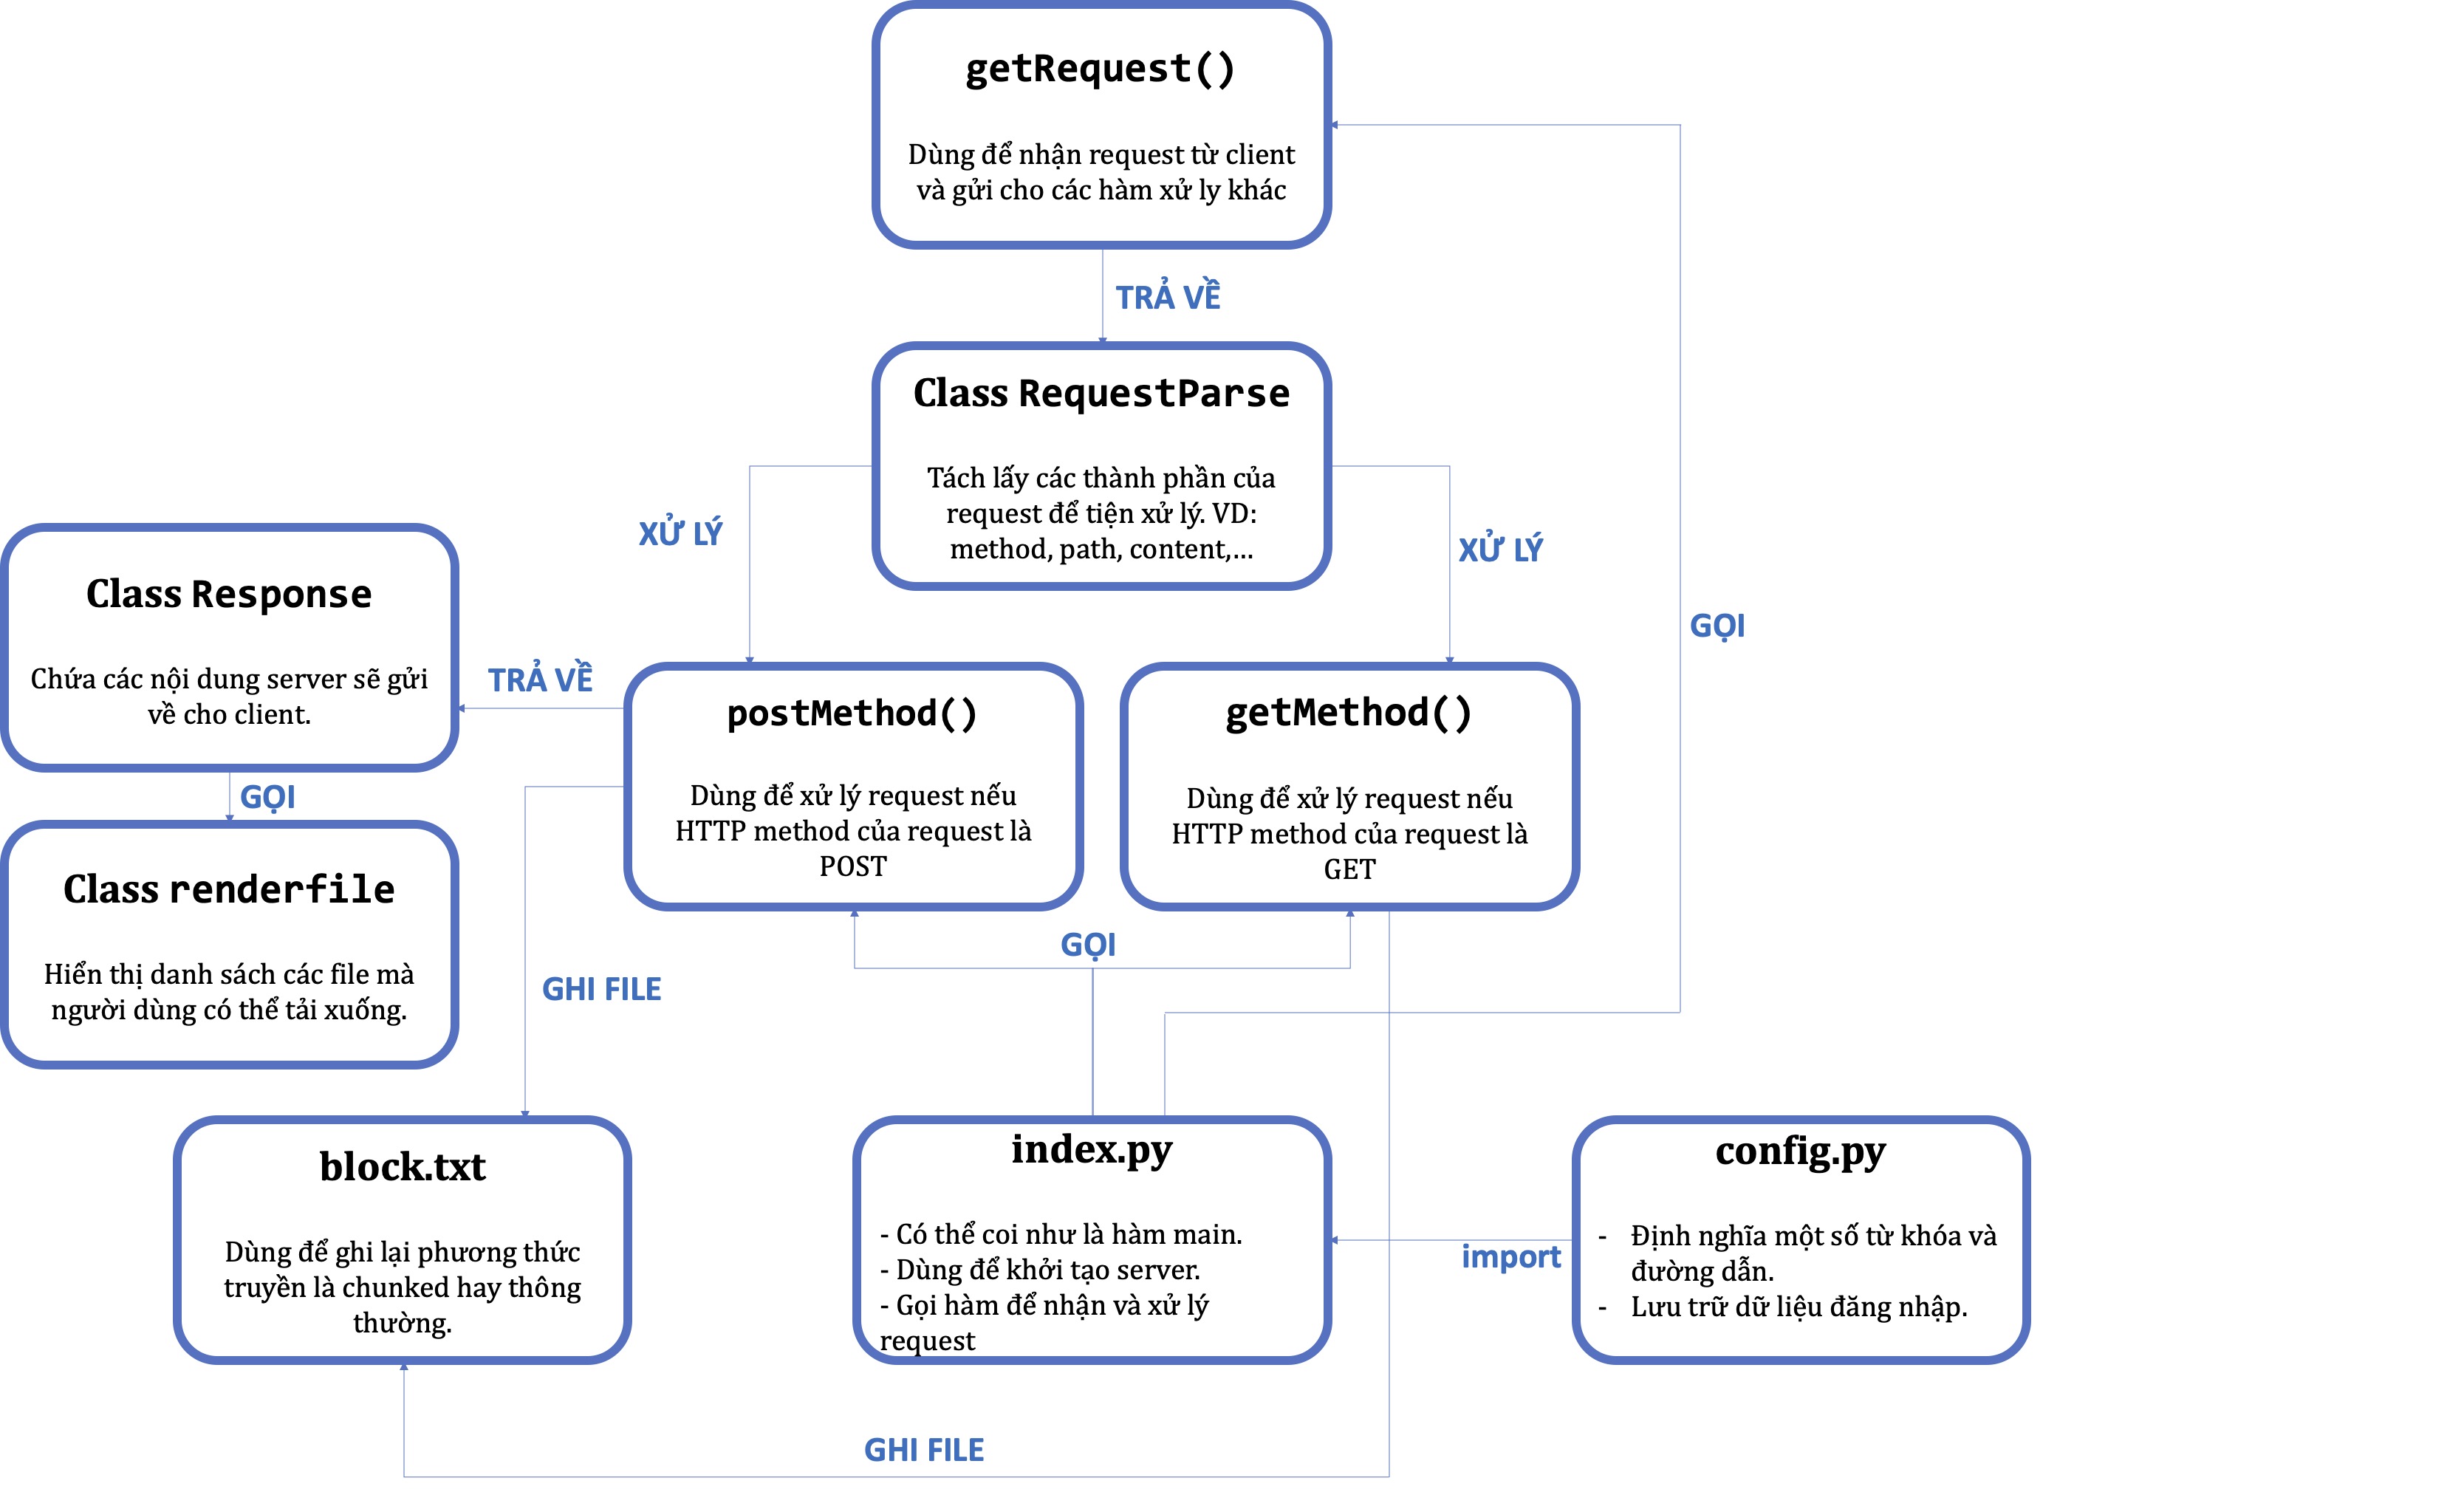 getRequest()
Dùng để nhận request từ client
và gửi cho các hàm xử ly khác
TRẢ VỀ
Class RequestParse
Tách lấy các thành phần của
request để tiện xử lý. VD:
method, path, content,...
XỬ LÝ
XỬ LÝ
Class Response
Chứa các nội dung server sẽ gửi
về cho client.
GỌI
TRẢ VỀ
postMethod()
Dùng để xử lý request nếu
HTTP method của request là
POST
getMethod()
Dùng để xử lý request nếu
HTTP method của request là
GET
GỌI
Class renderfile
Hiển thị danh sách các file mà
người dùng có thể tải xuống.
GHI FILE
GỌI
block.txt
Dùng để ghi lại phương thức
truyền là chunked hay thông
thường.
index.py
- Có thể coi như là hàm main.
- Dùng để khởi tạo server.
- Gọi hàm để nhận và xử lý
request
import
config.py
- Định nghĩa một số từ khóa và
đường dẫn.
- Lưu trữ dữ liệu đăng nhập.
GHI FILE